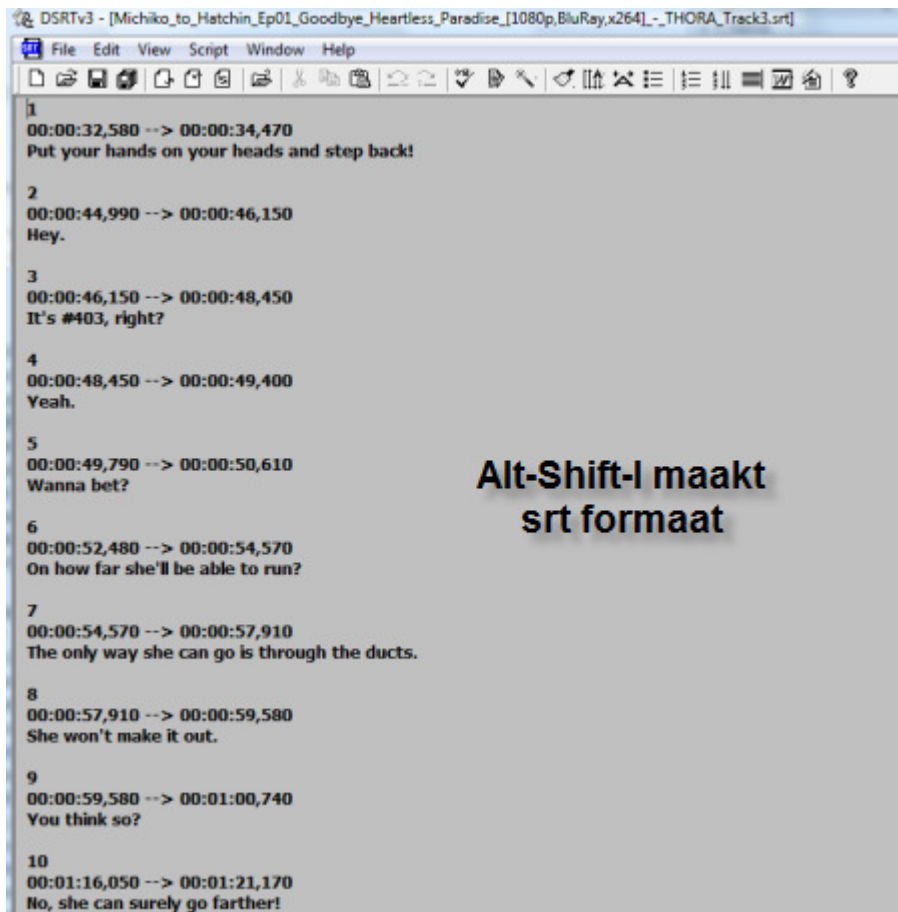 DSRTv3 - [Michiko_to_Hatchin_Ep01_Goodbye_Heartless_Paradise_[1080p,BluRay,x264]_-_THORA_Track3.srt]
SRT File Edit View Script Window Help
1
00:00:32,580 --> 00:00:34,470
Put your hands on your heads and step back!
2
00:00:44,990 --> 00:00:46,150
Hey.
3
00:00:46,150 --> 00:00:48,450
It's #403, right?
4
00:00:48,450 --> 00:00:49,400
Yeah.
5
00:00:49,790 --> 00:00:50,610
Wanna bet?
6
00:00:52,480 --> 00:00:54,570
On how far she'll be able to run?
7
00:00:54,570 --> 00:00:57,910
The only way she can go is through the ducts.
8
00:00:57,910 --> 00:00:59,580
She won't make it out.
9
00:00:59,580 --> 00:01:00,740
You think so?
10
00:01:16,050 --> 00:01:21,170
No, she can surely go farther!
Alt-Shift-I maakt
srt formaat